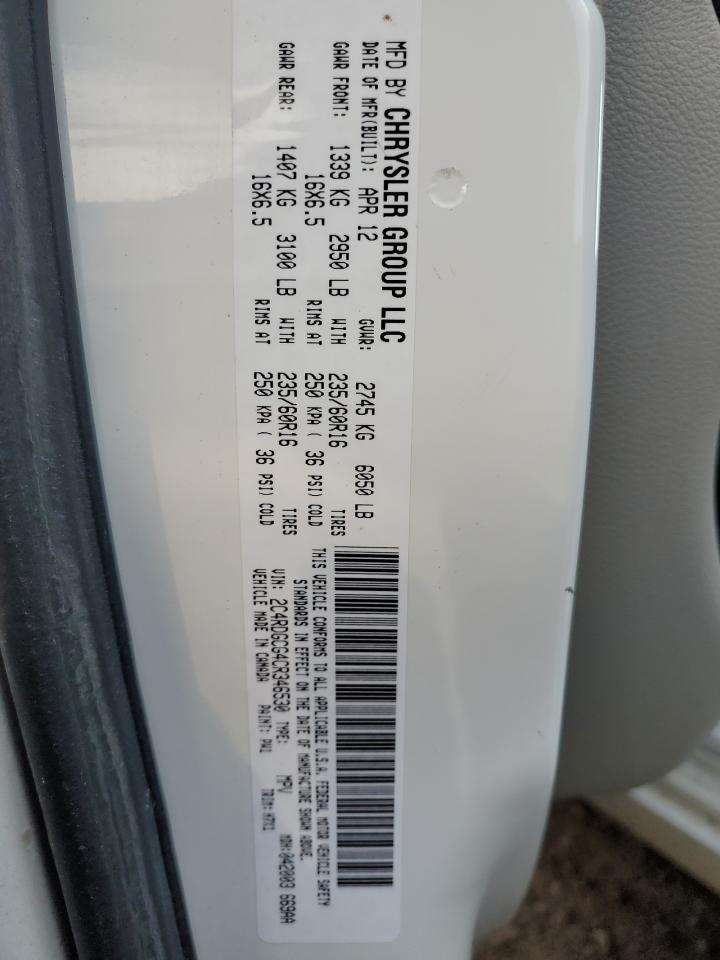 MFD BY CHRYSLER GROUP LLC
DATE OF MFR(BUILT): APR 12 GVWR: 2745 KG 6050 LB
GAWR FRONT: 1339 KG 2950 LB WITH 235/60R16 TIRES
16X6.5 RIMS AT 250 KPA ( 36 PSI) COLD
GAWR REAR: 1407 KG 3100 LB WITH 235/60R16 TIRES
16X6.5 RIMS AT 250 KPA ( 36 PSI) COLD
THIS VEHICLE CONFORMS TO ALL APPLICABLE U.S.A. FEDERAL MOTOR VEHICLE SAFETY
STANDARDS IN EFFECT ON THE DATE OF MANUFACTURE SHOWN ABOVE.
VIN: 2C4RDGCG4CR346530 TYPE: MPV MDH:042003 669AA
VEHICLE MADE IN CANADA PAINT: PW1 TRIM: